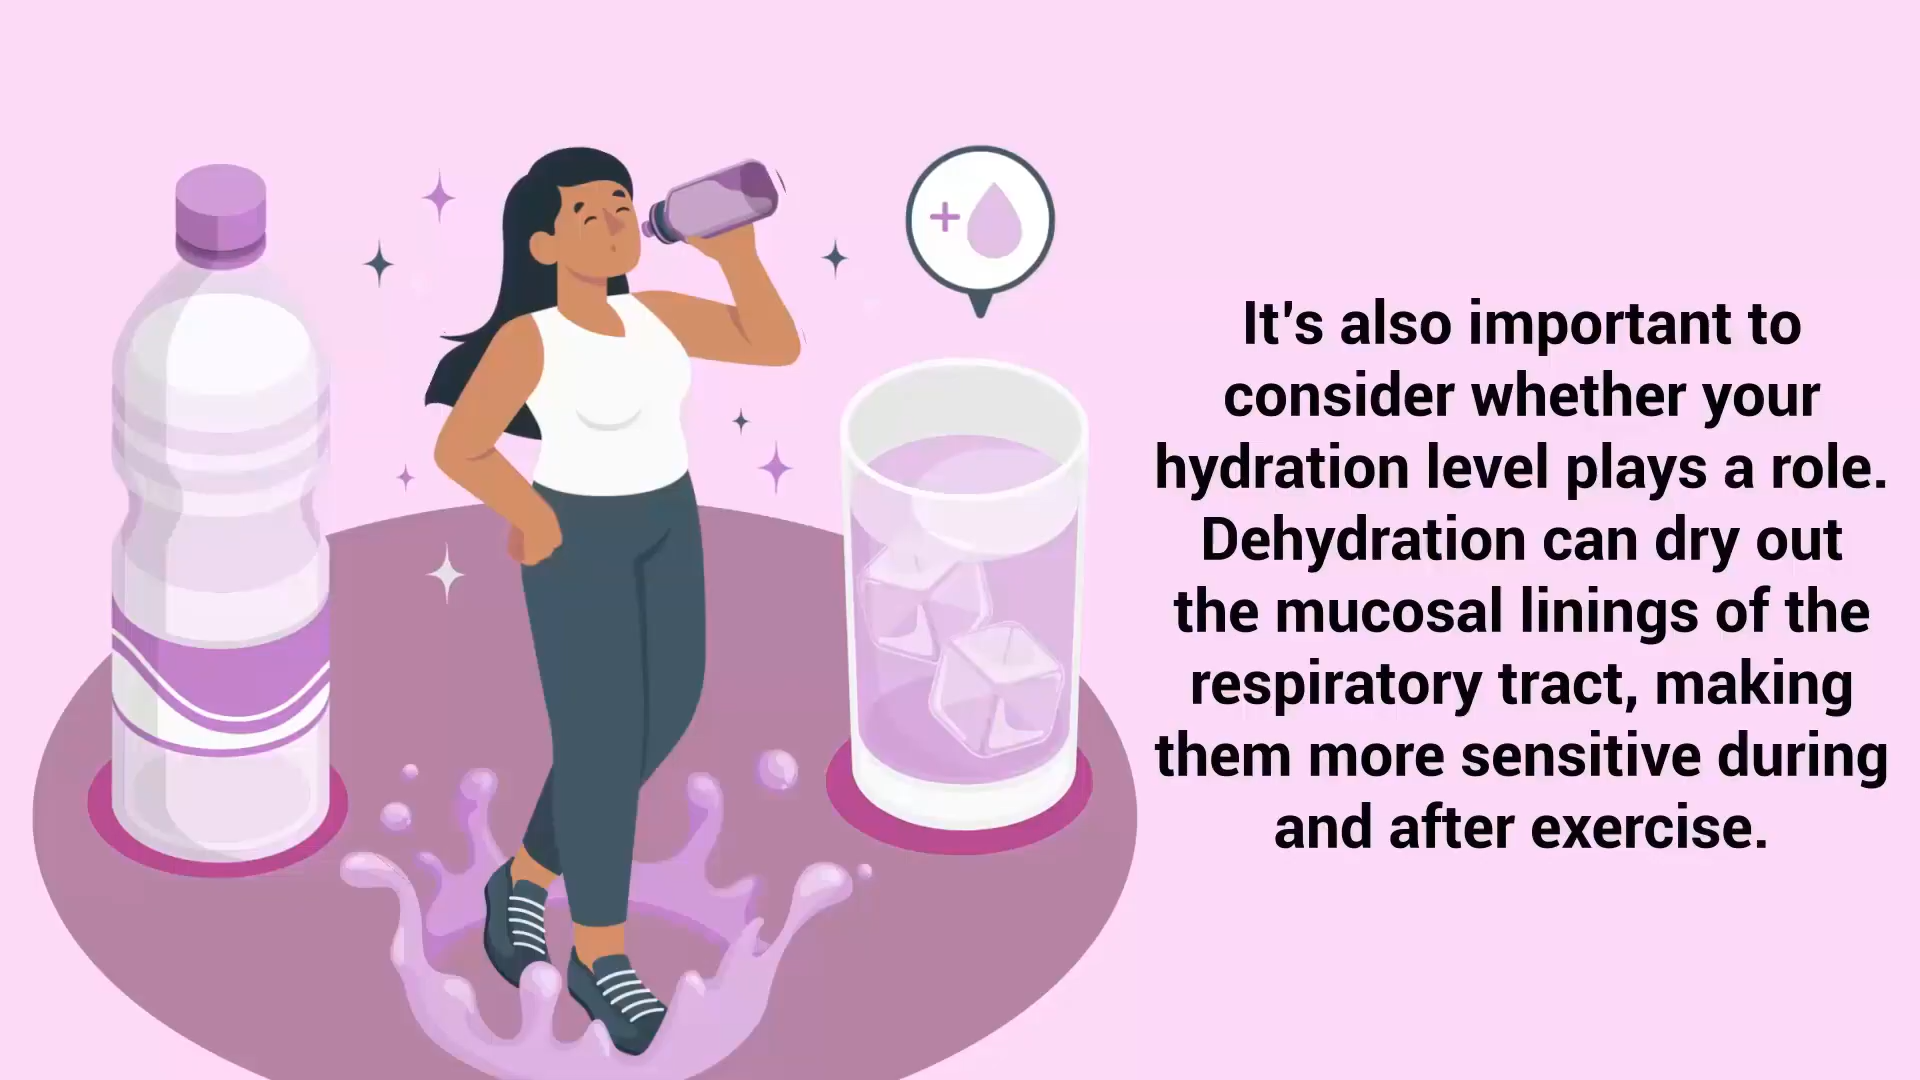 It's also important to
consider whether your
hydration level plays a role.
Dehydration can dry out
the mucosal linings of the
respiratory tract, making
them more sensitive during
and after exercise.